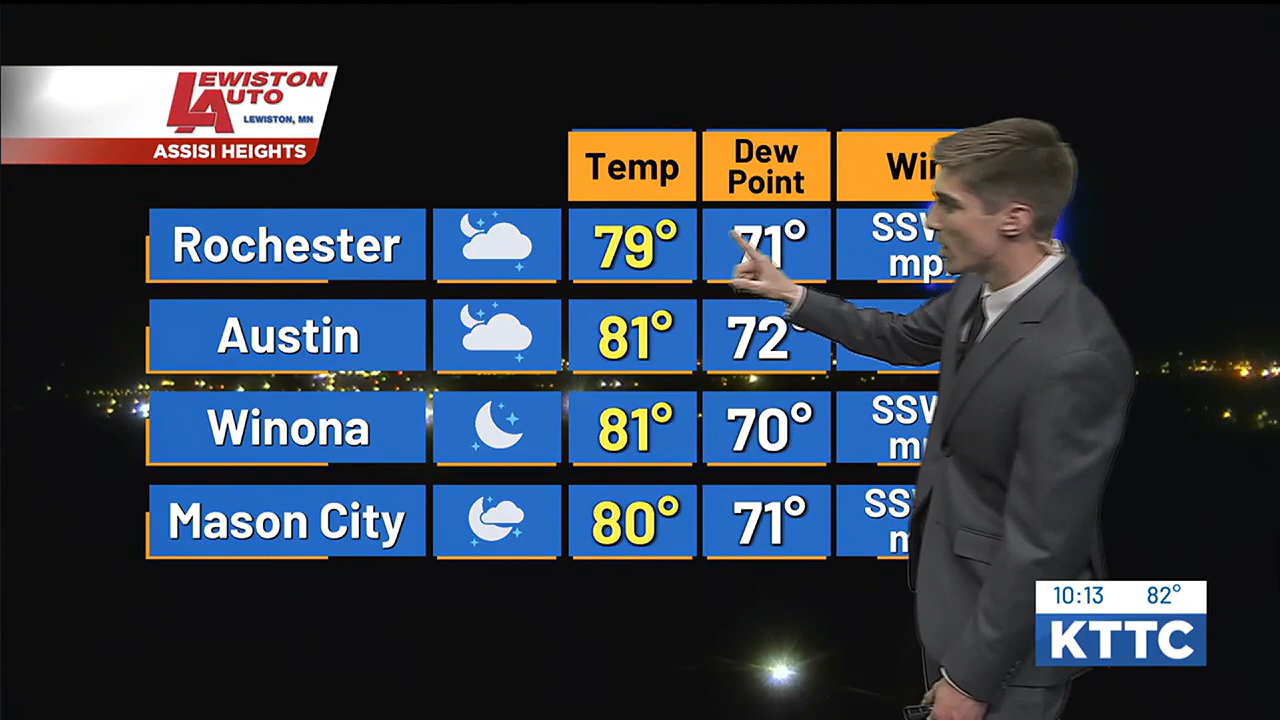 LEWISTON
AUTO
LEWISTON, MN
ASSISI HEIGHTS
Temp
Dew
Point
Rochester
79°
71°
Austin
81°
72°
Winona
81°
70°
Mason City
80°
71°
10:13 82°
KTTC